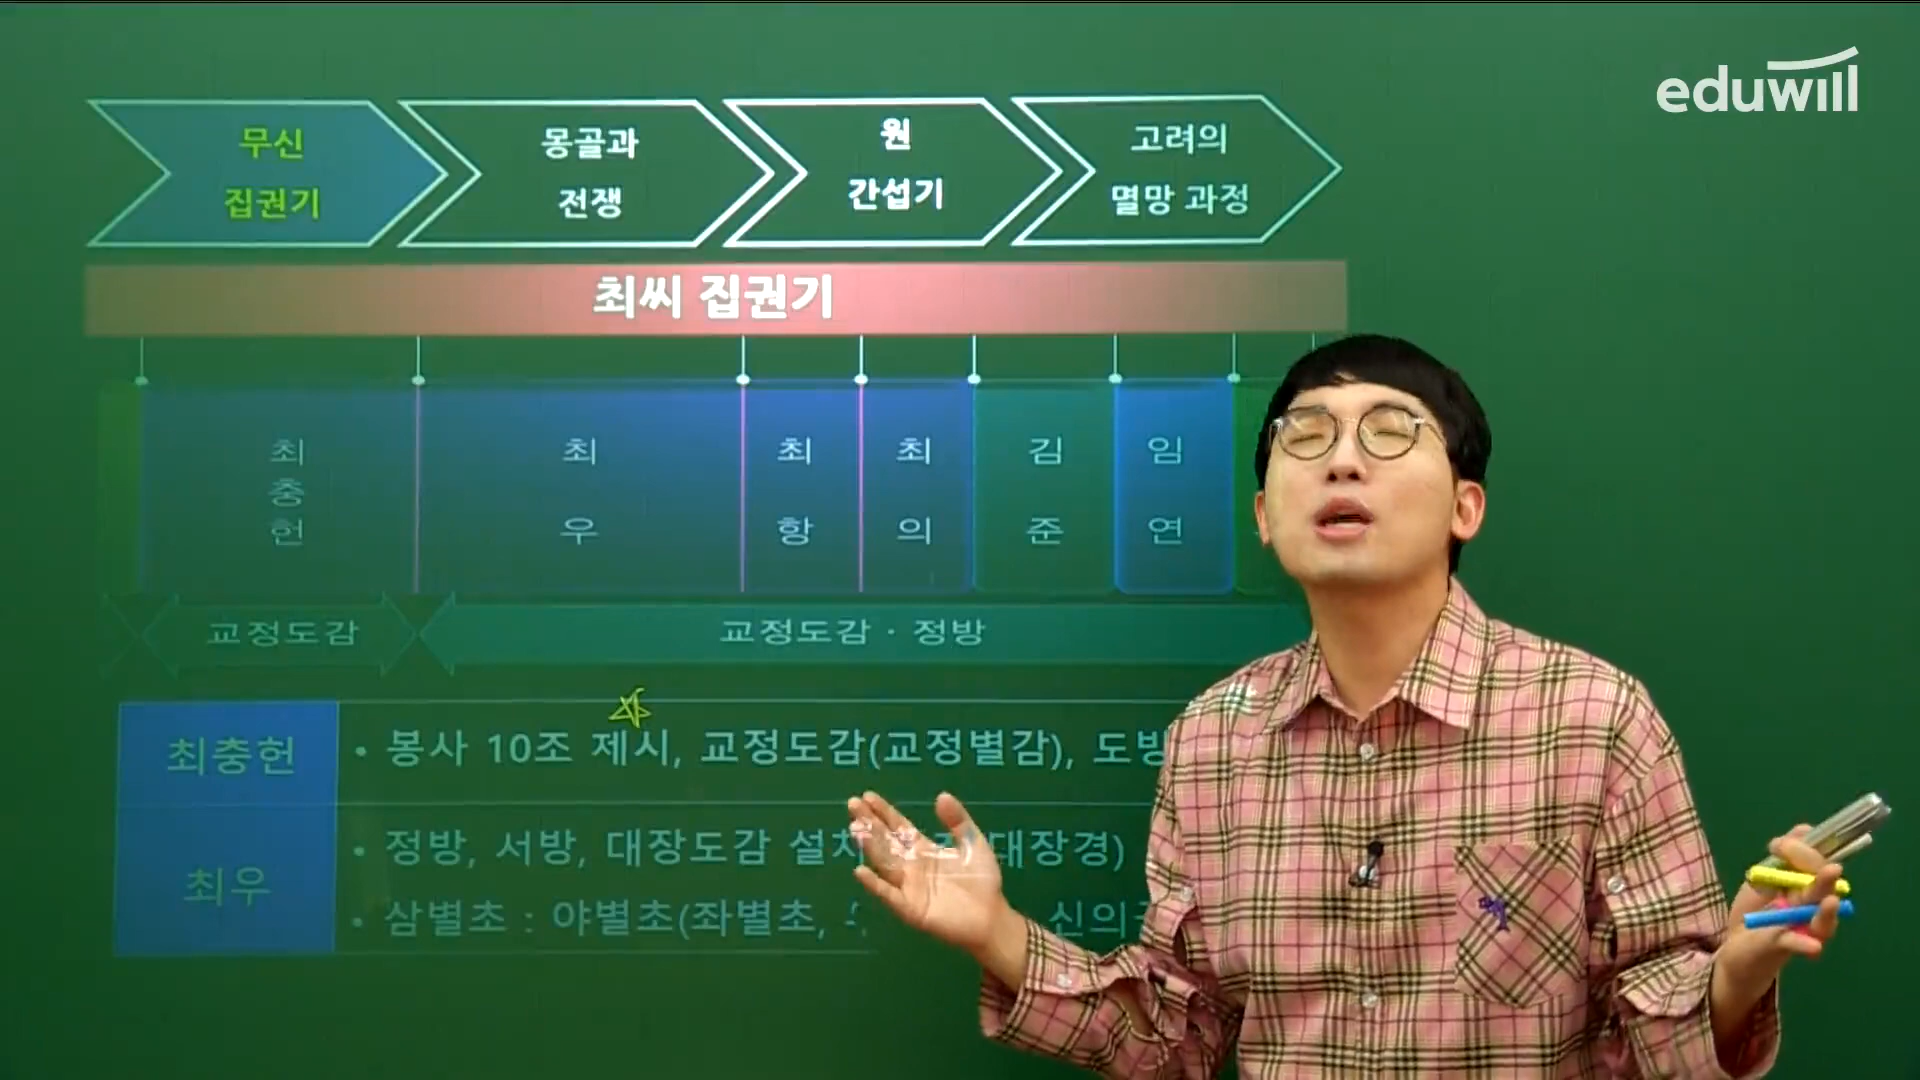 eduwill
무신
집권기
몽골과
전쟁
원
간섭기
고려의
멸망 과정
최씨 집권기
최충헌
최우
최항
최의
김준
임연
교정도감
교정도감 · 정방
최충헌
• 봉사 10조 제시, 교정도감(교정별감), 도방
최우
• 정방, 서방, 대장도감 설치 대장경)
• 삼별초 : 야별초(좌별초, 신의